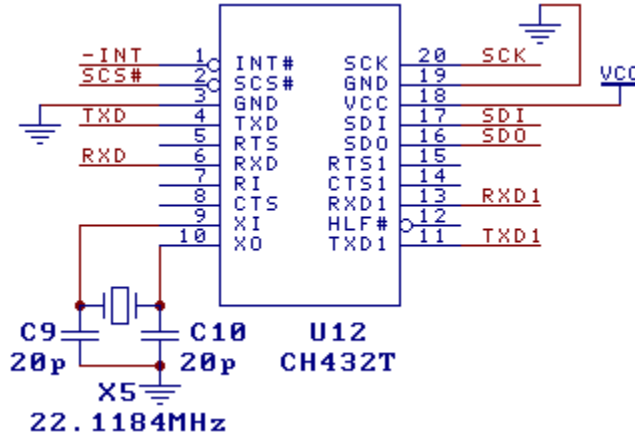 -INT 1 INT# SCK 20 SCK
SCS# 2 SCS# GND 19
3 GND VCC 18 VCC
TXD 4 TXD SDI 17 SDI
5 RTS SDO 16 SDO
RXD 6 RXD RTS1 15
7 RI CTS1 14
8 CTS RXD1 13 RXD1
9 XI HLF# 12
10 XO TXD1 11 TXD1
C9 C10 U12
20p 20p CH432T
X5
22.1184MHz